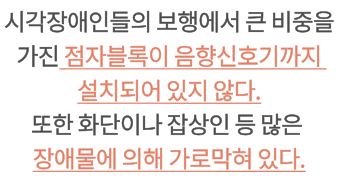 시각장애인들의 보행에서 큰 비중을
가진 점자블록이 음향신호기까지
설치되어 있지 않다.
또한 화단이나 잡상인 등 많은
장애물에 의해 가로막혀 있다.